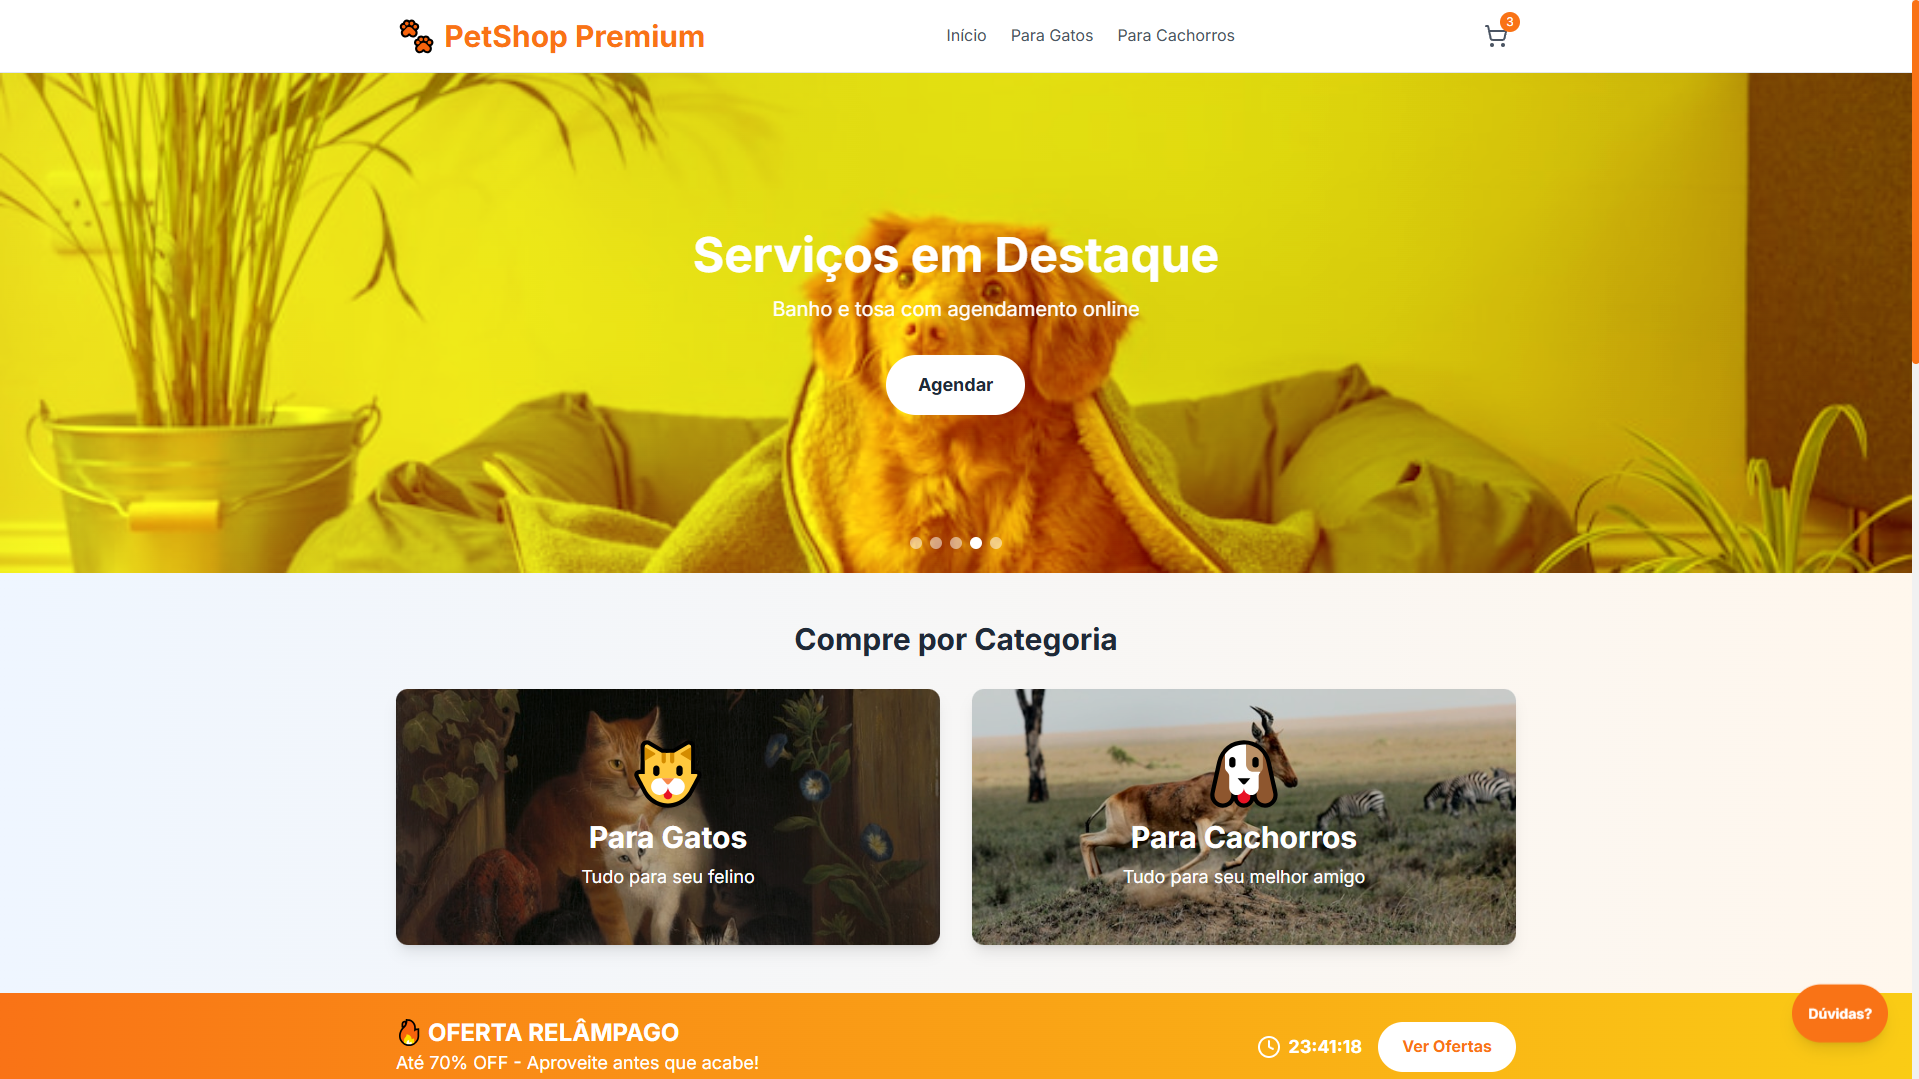 PetShop Premium
Início
Para Gatos
Para Cachorros
3
Serviços em Destaque
Banho e tosa com agendamento online
Agendar
Compre por Categoria
Para Gatos
Tudo para seu felino
Para Cachorros
Tudo para seu melhor amigo
OFERTA RELÂMPAGO
Até 70% OFF - Aproveite antes que acabe!
23:41:18
Ver Ofertas
Dúvidas?